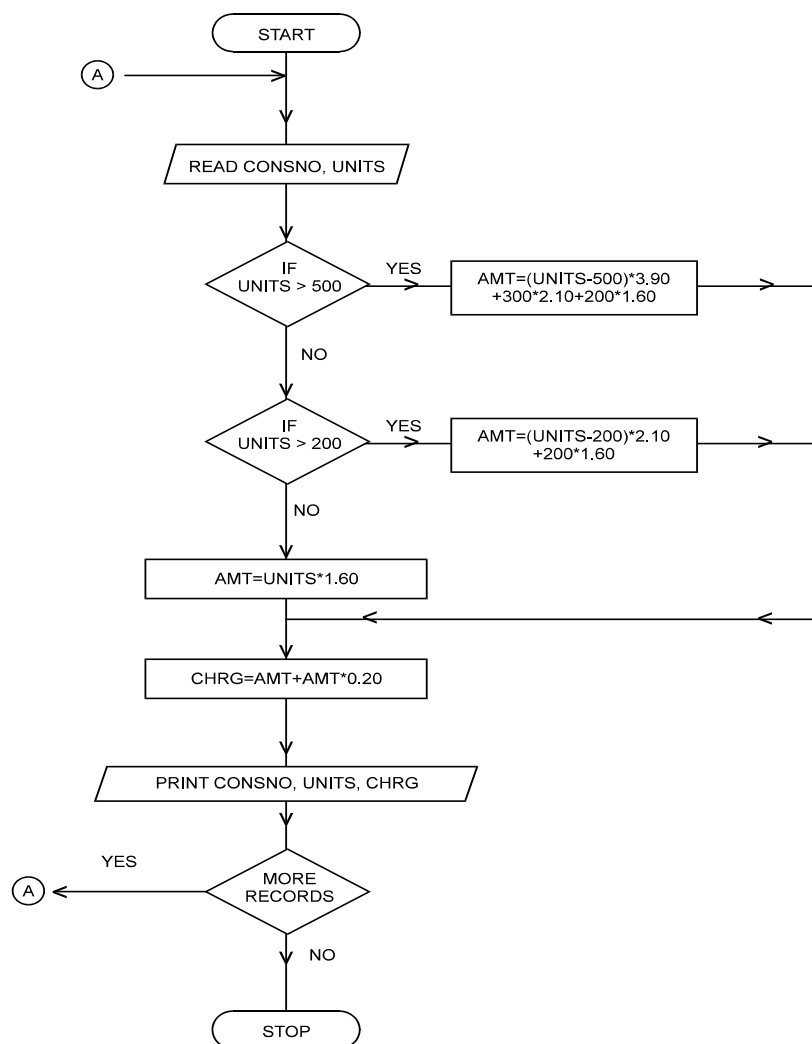 START
A
READ CONSNO, UNITS
IF
UNITS > 500
YES
AMT=(UNITS-500)*3.90
+300*2.10+200*1.60
NO
IF
UNITS > 200
YES
AMT=(UNITS-200)*2.10
+200*1.60
NO
AMT=UNITS*1.60
CHRG=AMT+AMT*0.20
PRINT CONSNO, UNITS, CHRG
YES
A
MORE
RECORDS
NO
STOP